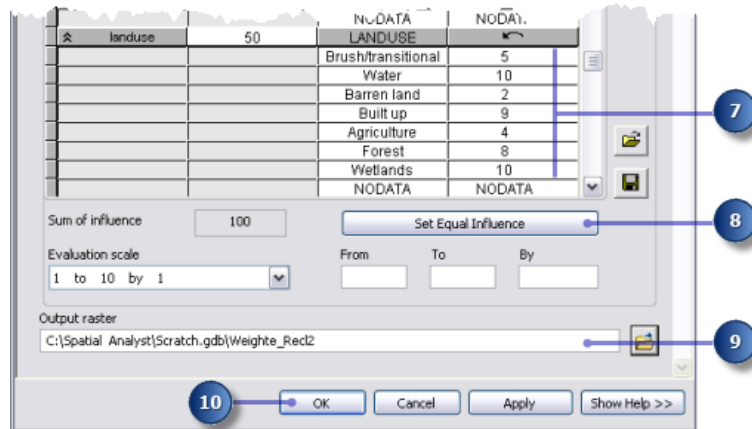 NODATA NODATA
landuse 50 LANDUSE
Brush/transitional 5
Water 10
Barren land 2
Built up 9
Agriculture 4
Forest 8
Wetlands 10
NODATA NODATA
7
Sum of influence 100 Set Equal Influence 8
Evaluation scale From To By
1 to 10 by 1
Output raster
C:\Spatial Analyst\Scratch.gdb\Weighte_Recl2 9
10 OK Cancel Apply Show Help >>